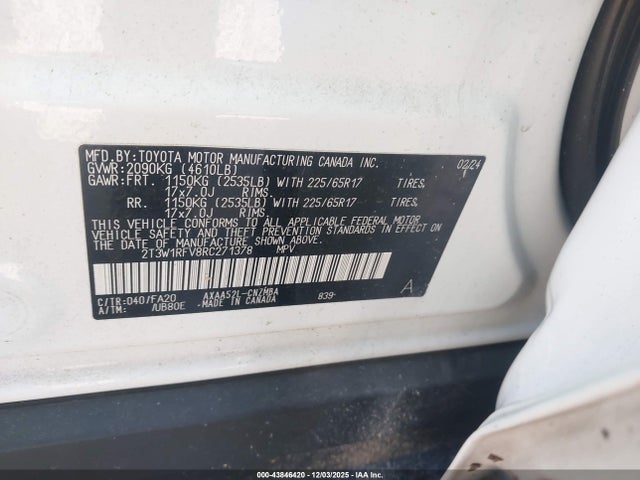 MFD.BY:TOYOTA MOTOR MANUFACTURING CANADA INC. 02/24
GVWR:2090KG (4610LB)
GAWR:FRT. 1150KG (2535LB) WITH 225/65R17 TIRES,
17x7.0J RIMS
RR. 1150KG (2535LB) WITH 225/65R17 TIRES,
17x7.0J RIMS.
THIS VEHICLE CONFORMS TO ALL APPLICABLE FEDERAL MOTOR
VEHICLE SAFETY AND THEFT PREVENTION STANDARDS IN EFFECT ON
THE DATE OF MANUFACTURE SHOWN ABOVE.
2T3W1RFV8RC271378 MPV
C/TR:040/FA20 AXAA52L-CNZMBA 839-
A/TM: /UB80E -MADE IN CANADA A
000-43846420 - 12/03/2025 - IAAI.COM